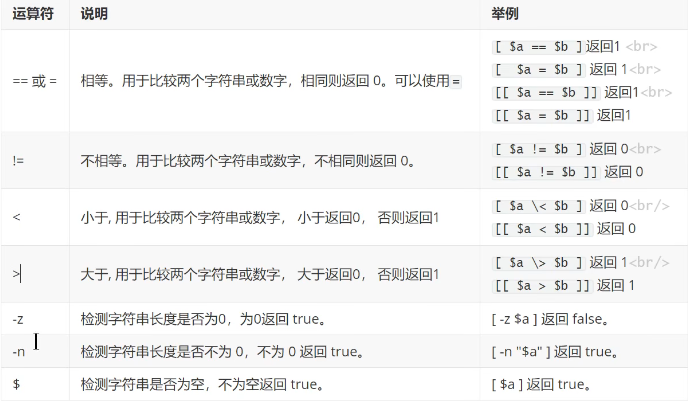 运算符 说明 举例
== 或 = 相等。用于比较两个字符串或数字，相同则返回 0。可以使用=
[ $a == $b ] 返回1 <br>
[  $a = $b ] 返回 1<br>
[[ $a == $b ]] 返回1<br>
[[ $a = $b ]] 返回1
!= 不相等。用于比较两个字符串或数字，不相同则返回 0。
[ $a != $b ] 返回 0<br>
[[ $a != $b ]] 返回 0
< 小于, 用于比较两个字符串或数字， 小于返回0， 否则返回1
[ $a \< $b ] 返回 0<br/>
[[ $a < $b ]] 返回 0
> 大于, 用于比较两个字符串或数字， 大于返回0， 否则返回1
[ $a \> $b ] 返回 1<br/>
[[ $a > $b ]] 返回 1
-z 检测字符串长度是否为0，为0返回 true。 [ -z $a ] 返回 false。
-n 检测字符串长度是否不为 0，不为 0 返回 true。 [ -n "$a" ] 返回 true。
$ 检测字符串是否为空，不为空返回 true。 [ $a ] 返回 true。